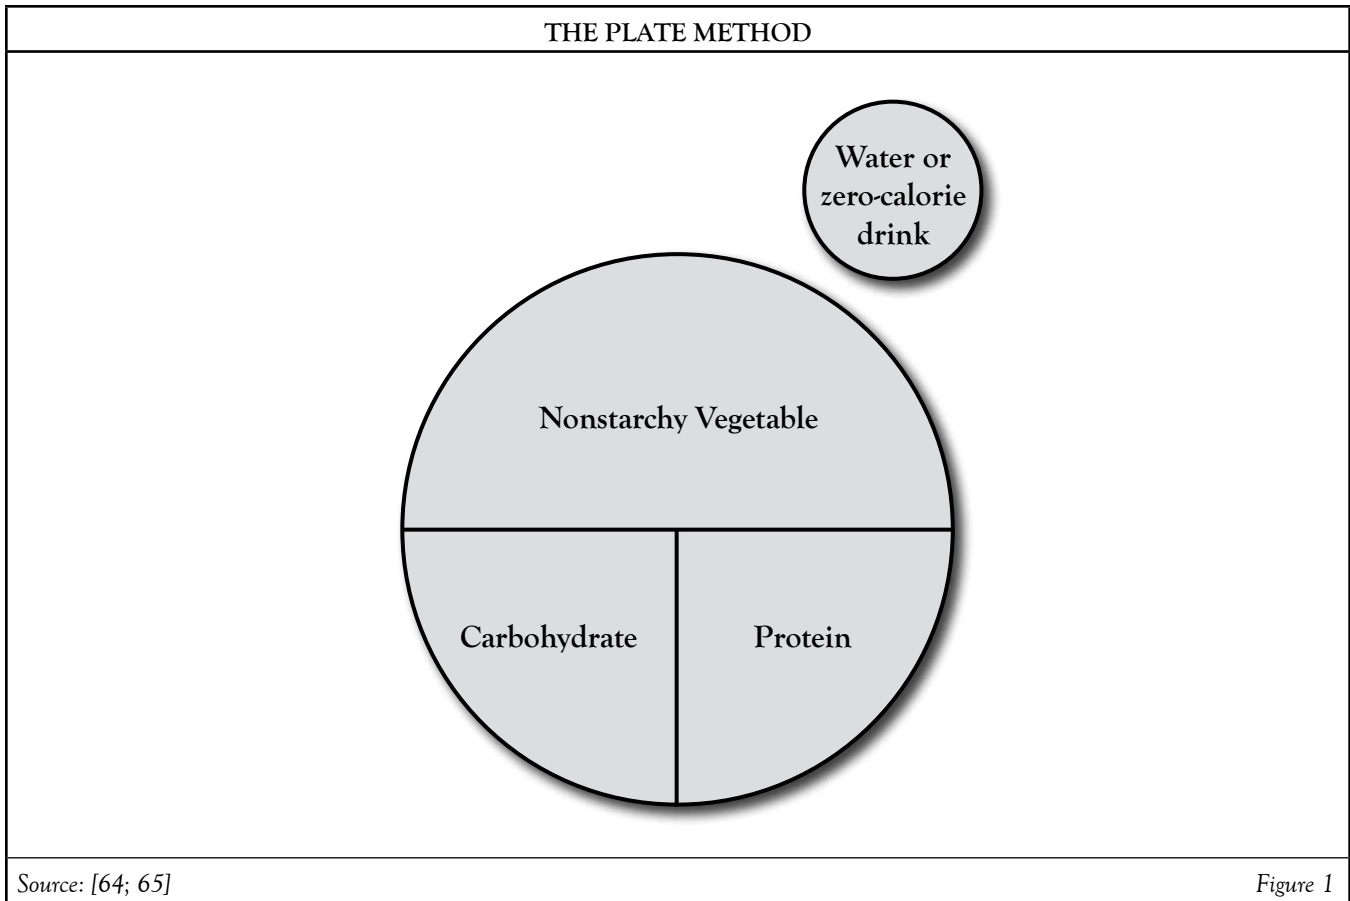 THE PLATE METHOD
Water or
zero-calorie
drink
Nonstarchy Vegetable
Carbohydrate
Protein
Source: [64; 65]
Figure 1